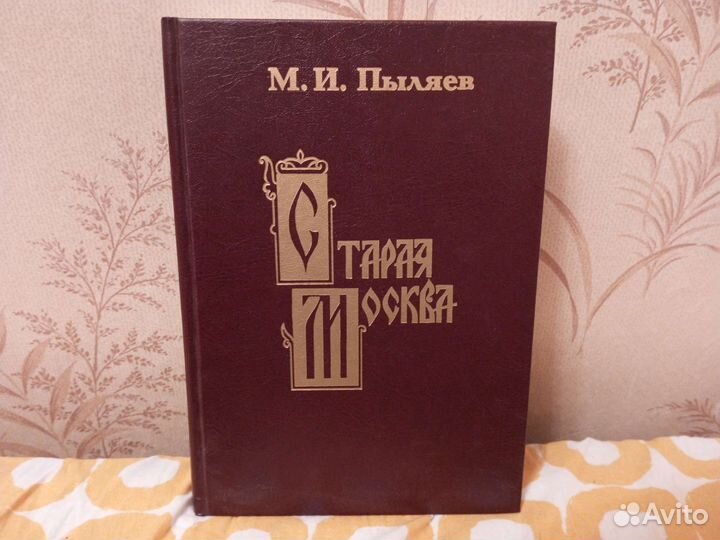 М. И. Пыляев
Старая
Москва
Avito